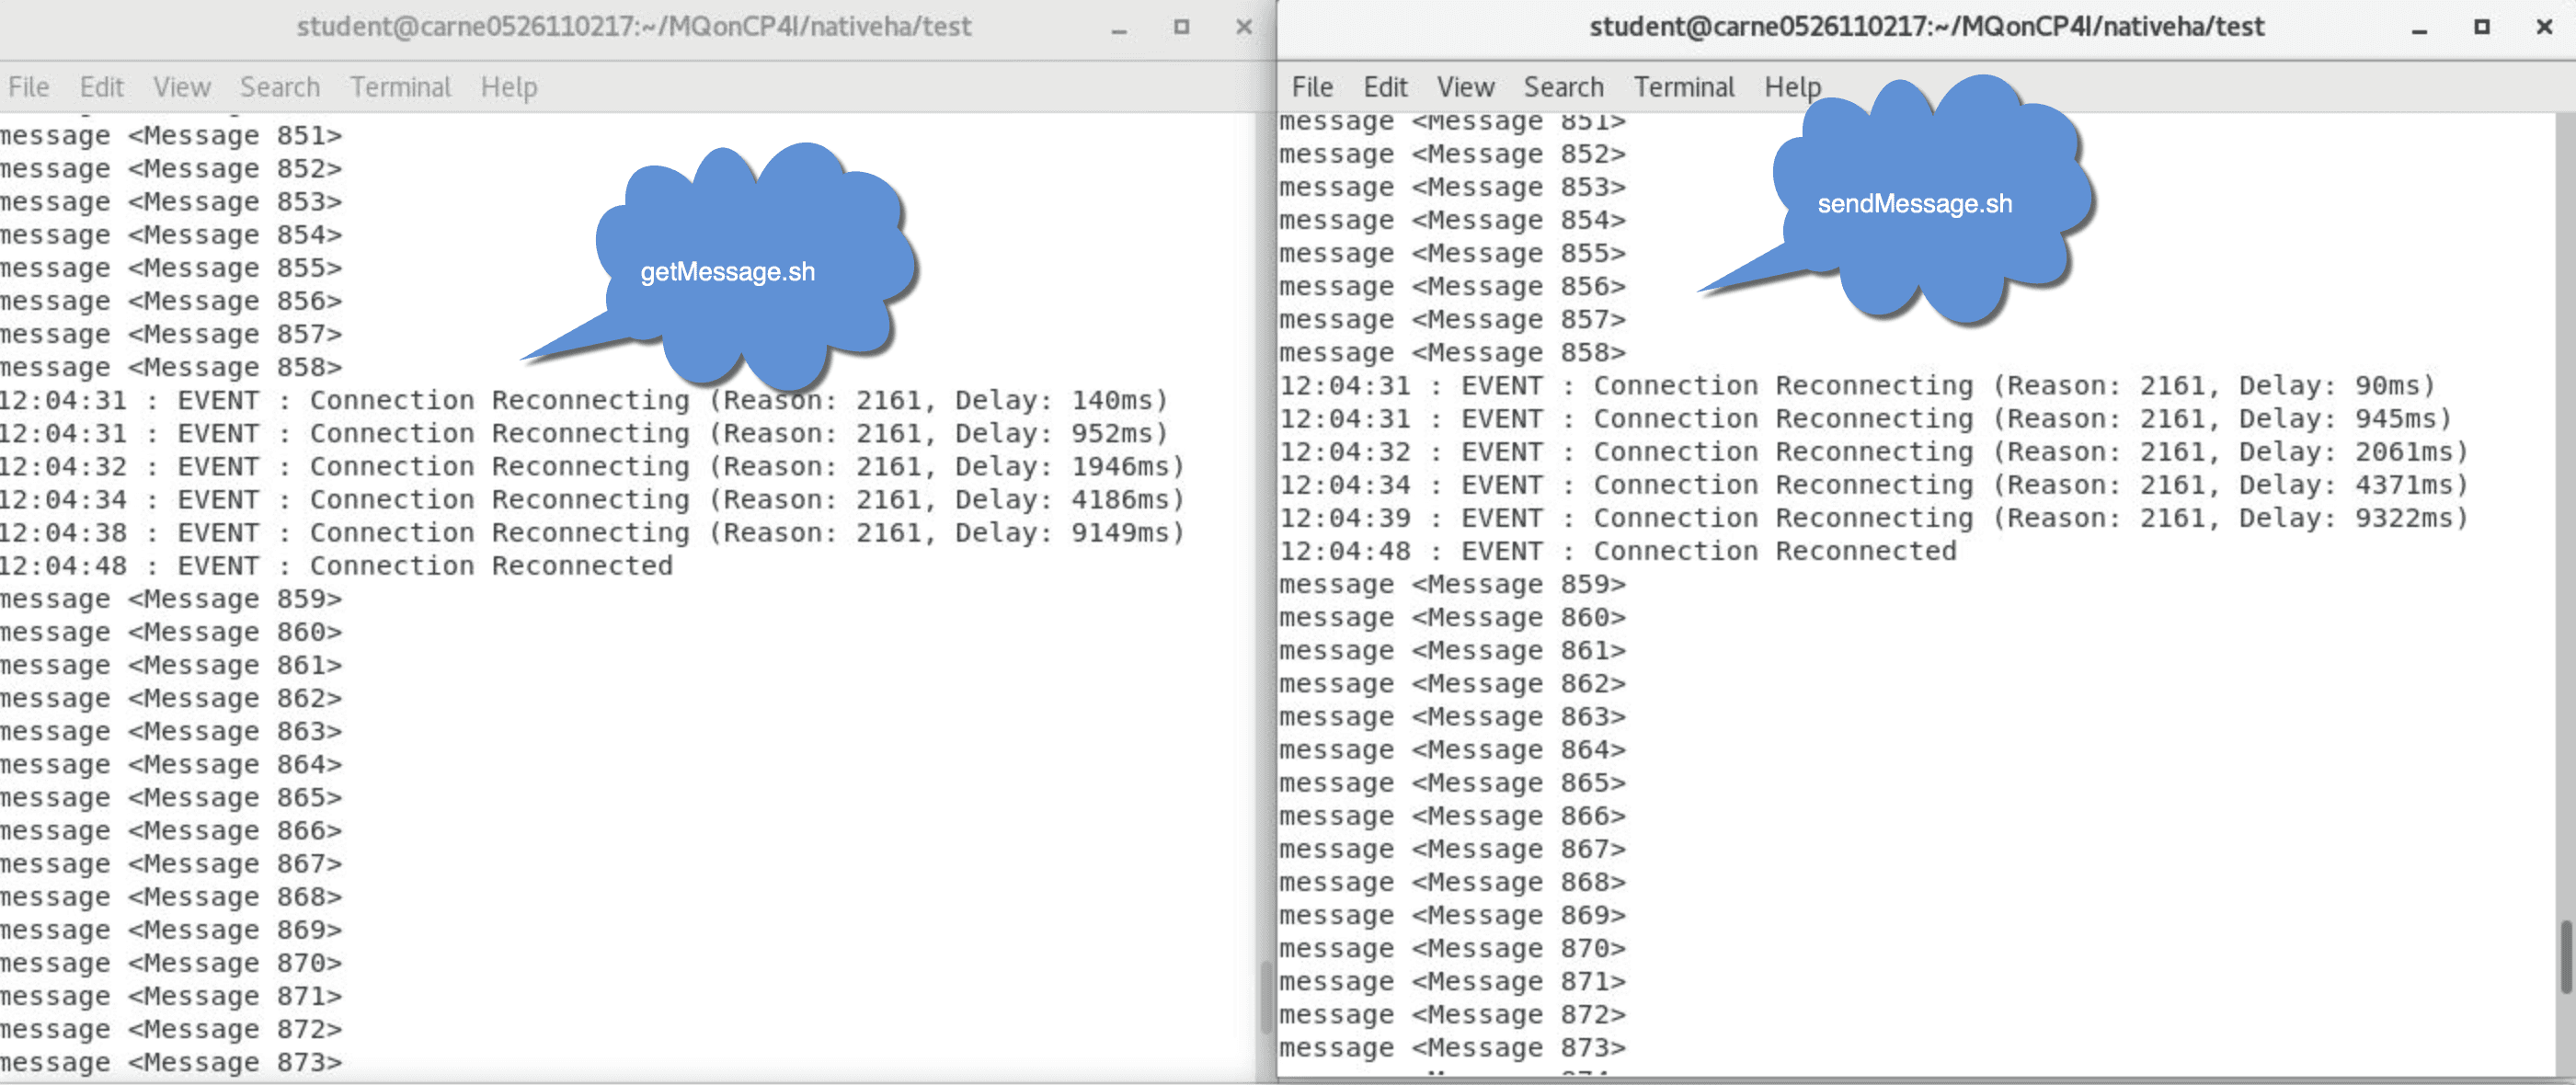 student@carne0526110217:~/MQonCP4I/nativeha/test
File Edit View Search Terminal Help
message <Message 851>
message <Message 852>
message <Message 853>
message <Message 854>
message <Message 855>
message <Message 856>
message <Message 857>
message <Message 858>
12:04:31 : EVENT : Connection Reconnecting (Reason: 2161, Delay: 140ms)
12:04:31 : EVENT : Connection Reconnecting (Reason: 2161, Delay: 952ms)
12:04:32 : EVENT : Connection Reconnecting (Reason: 2161, Delay: 1946ms)
12:04:34 : EVENT : Connection Reconnecting (Reason: 2161, Delay: 4186ms)
12:04:38 : EVENT : Connection Reconnecting (Reason: 2161, Delay: 9149ms)
12:04:48 : EVENT : Connection Reconnected
message <Message 859>
message <Message 860>
message <Message 861>
message <Message 862>
message <Message 863>
message <Message 864>
message <Message 865>
message <Message 866>
message <Message 867>
message <Message 868>
message <Message 869>
message <Message 870>
message <Message 871>
message <Message 872>
message <Message 873>
getMessage.sh
student@carne0526110217:~/MQonCP4I/nativeha/test
File Edit View Search Terminal Help
message <Message 851>
message <Message 852>
message <Message 853>
message <Message 854>
message <Message 855>
message <Message 856>
message <Message 857>
message <Message 858>
12:04:31 : EVENT : Connection Reconnecting (Reason: 2161, Delay: 90ms)
12:04:31 : EVENT : Connection Reconnecting (Reason: 2161, Delay: 945ms)
12:04:32 : EVENT : Connection Reconnecting (Reason: 2161, Delay: 2061ms)
12:04:34 : EVENT : Connection Reconnecting (Reason: 2161, Delay: 4371ms)
12:04:39 : EVENT : Connection Reconnecting (Reason: 2161, Delay: 9322ms)
12:04:48 : EVENT : Connection Reconnected
message <Message 859>
message <Message 860>
message <Message 861>
message <Message 862>
message <Message 863>
message <Message 864>
message <Message 865>
message <Message 866>
message <Message 867>
message <Message 868>
message <Message 869>
message <Message 870>
message <Message 871>
message <Message 872>
message <Message 873>
sendMessage.sh